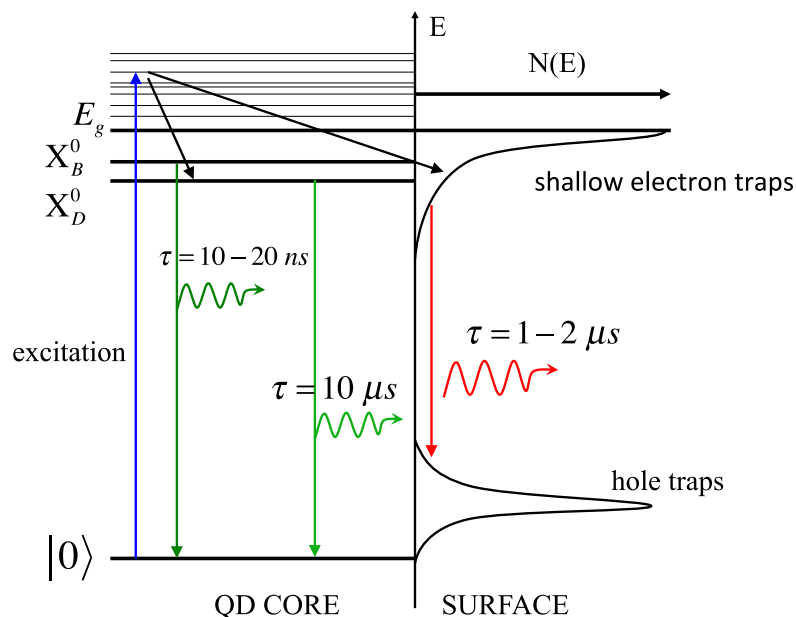 E
N(E)
E_g
X_B^0
shallow electron traps
X_D^0
τ = 10 – 20 ns
excitation
τ = 1 – 2 μs
τ = 10 μs
hole traps
|0⟩
QD CORE
SURFACE